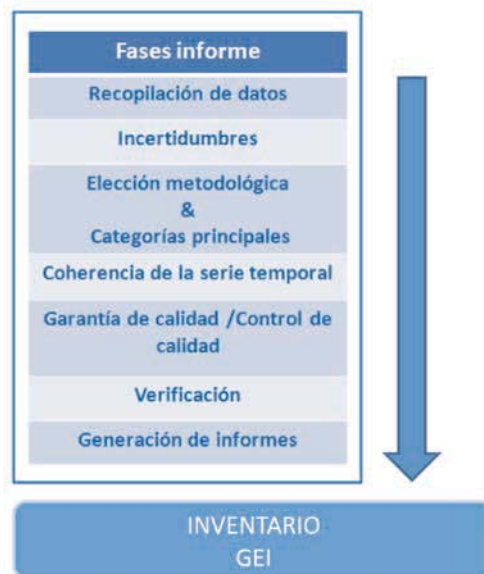 Fases informe
Recopilación de datos
Incertidumbres
Elección metodológica
&
Categorías principales
Coherencia de la serie temporal
Garantía de calidad /Control de
calidad
Verificación
Generación de informes
INVENTARIO
GEI